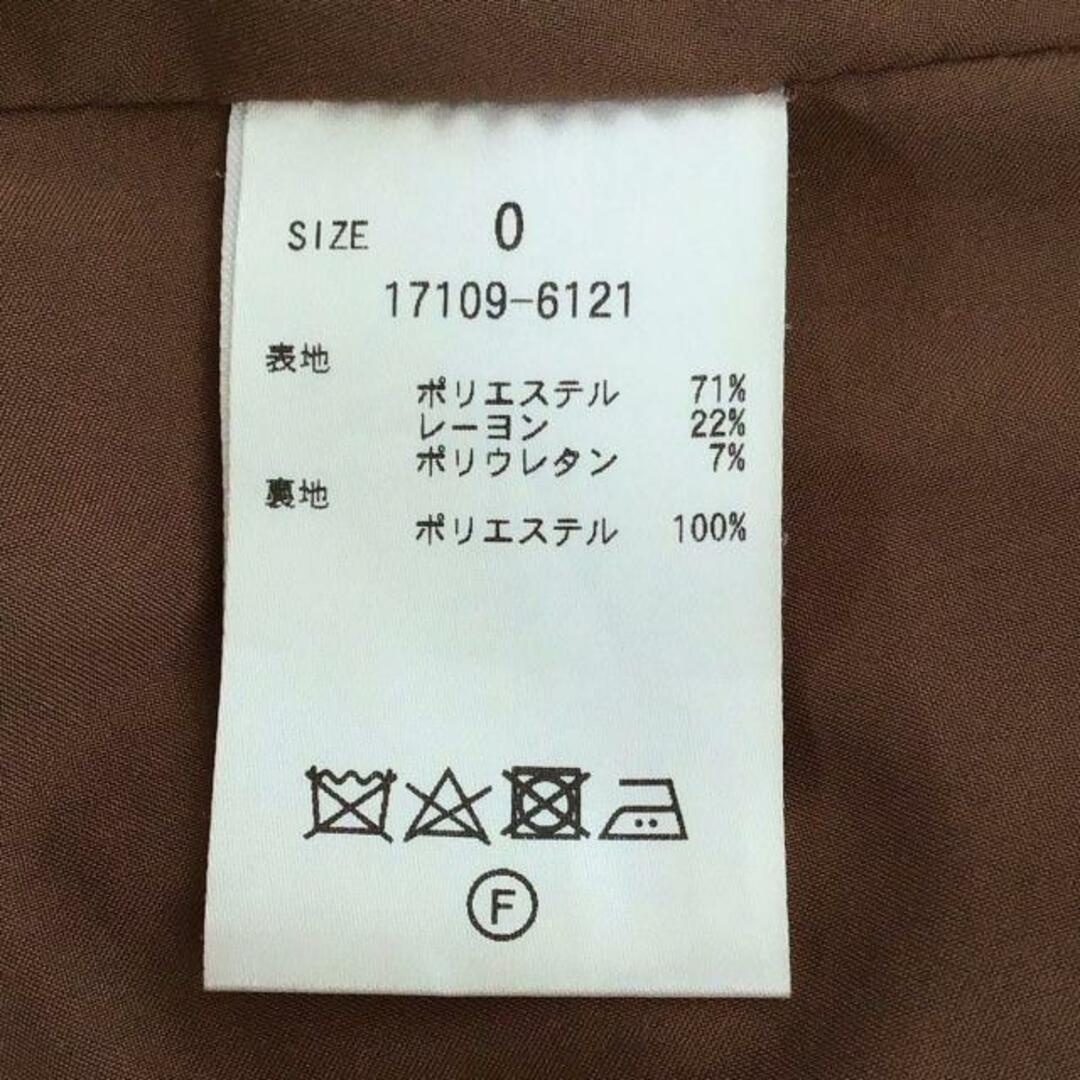 SIZE 0
17109-6121
表地
ポリエステル 71%
レーヨン 22%
ポリウレタン 7%
裏地
ポリエステル 100%
F